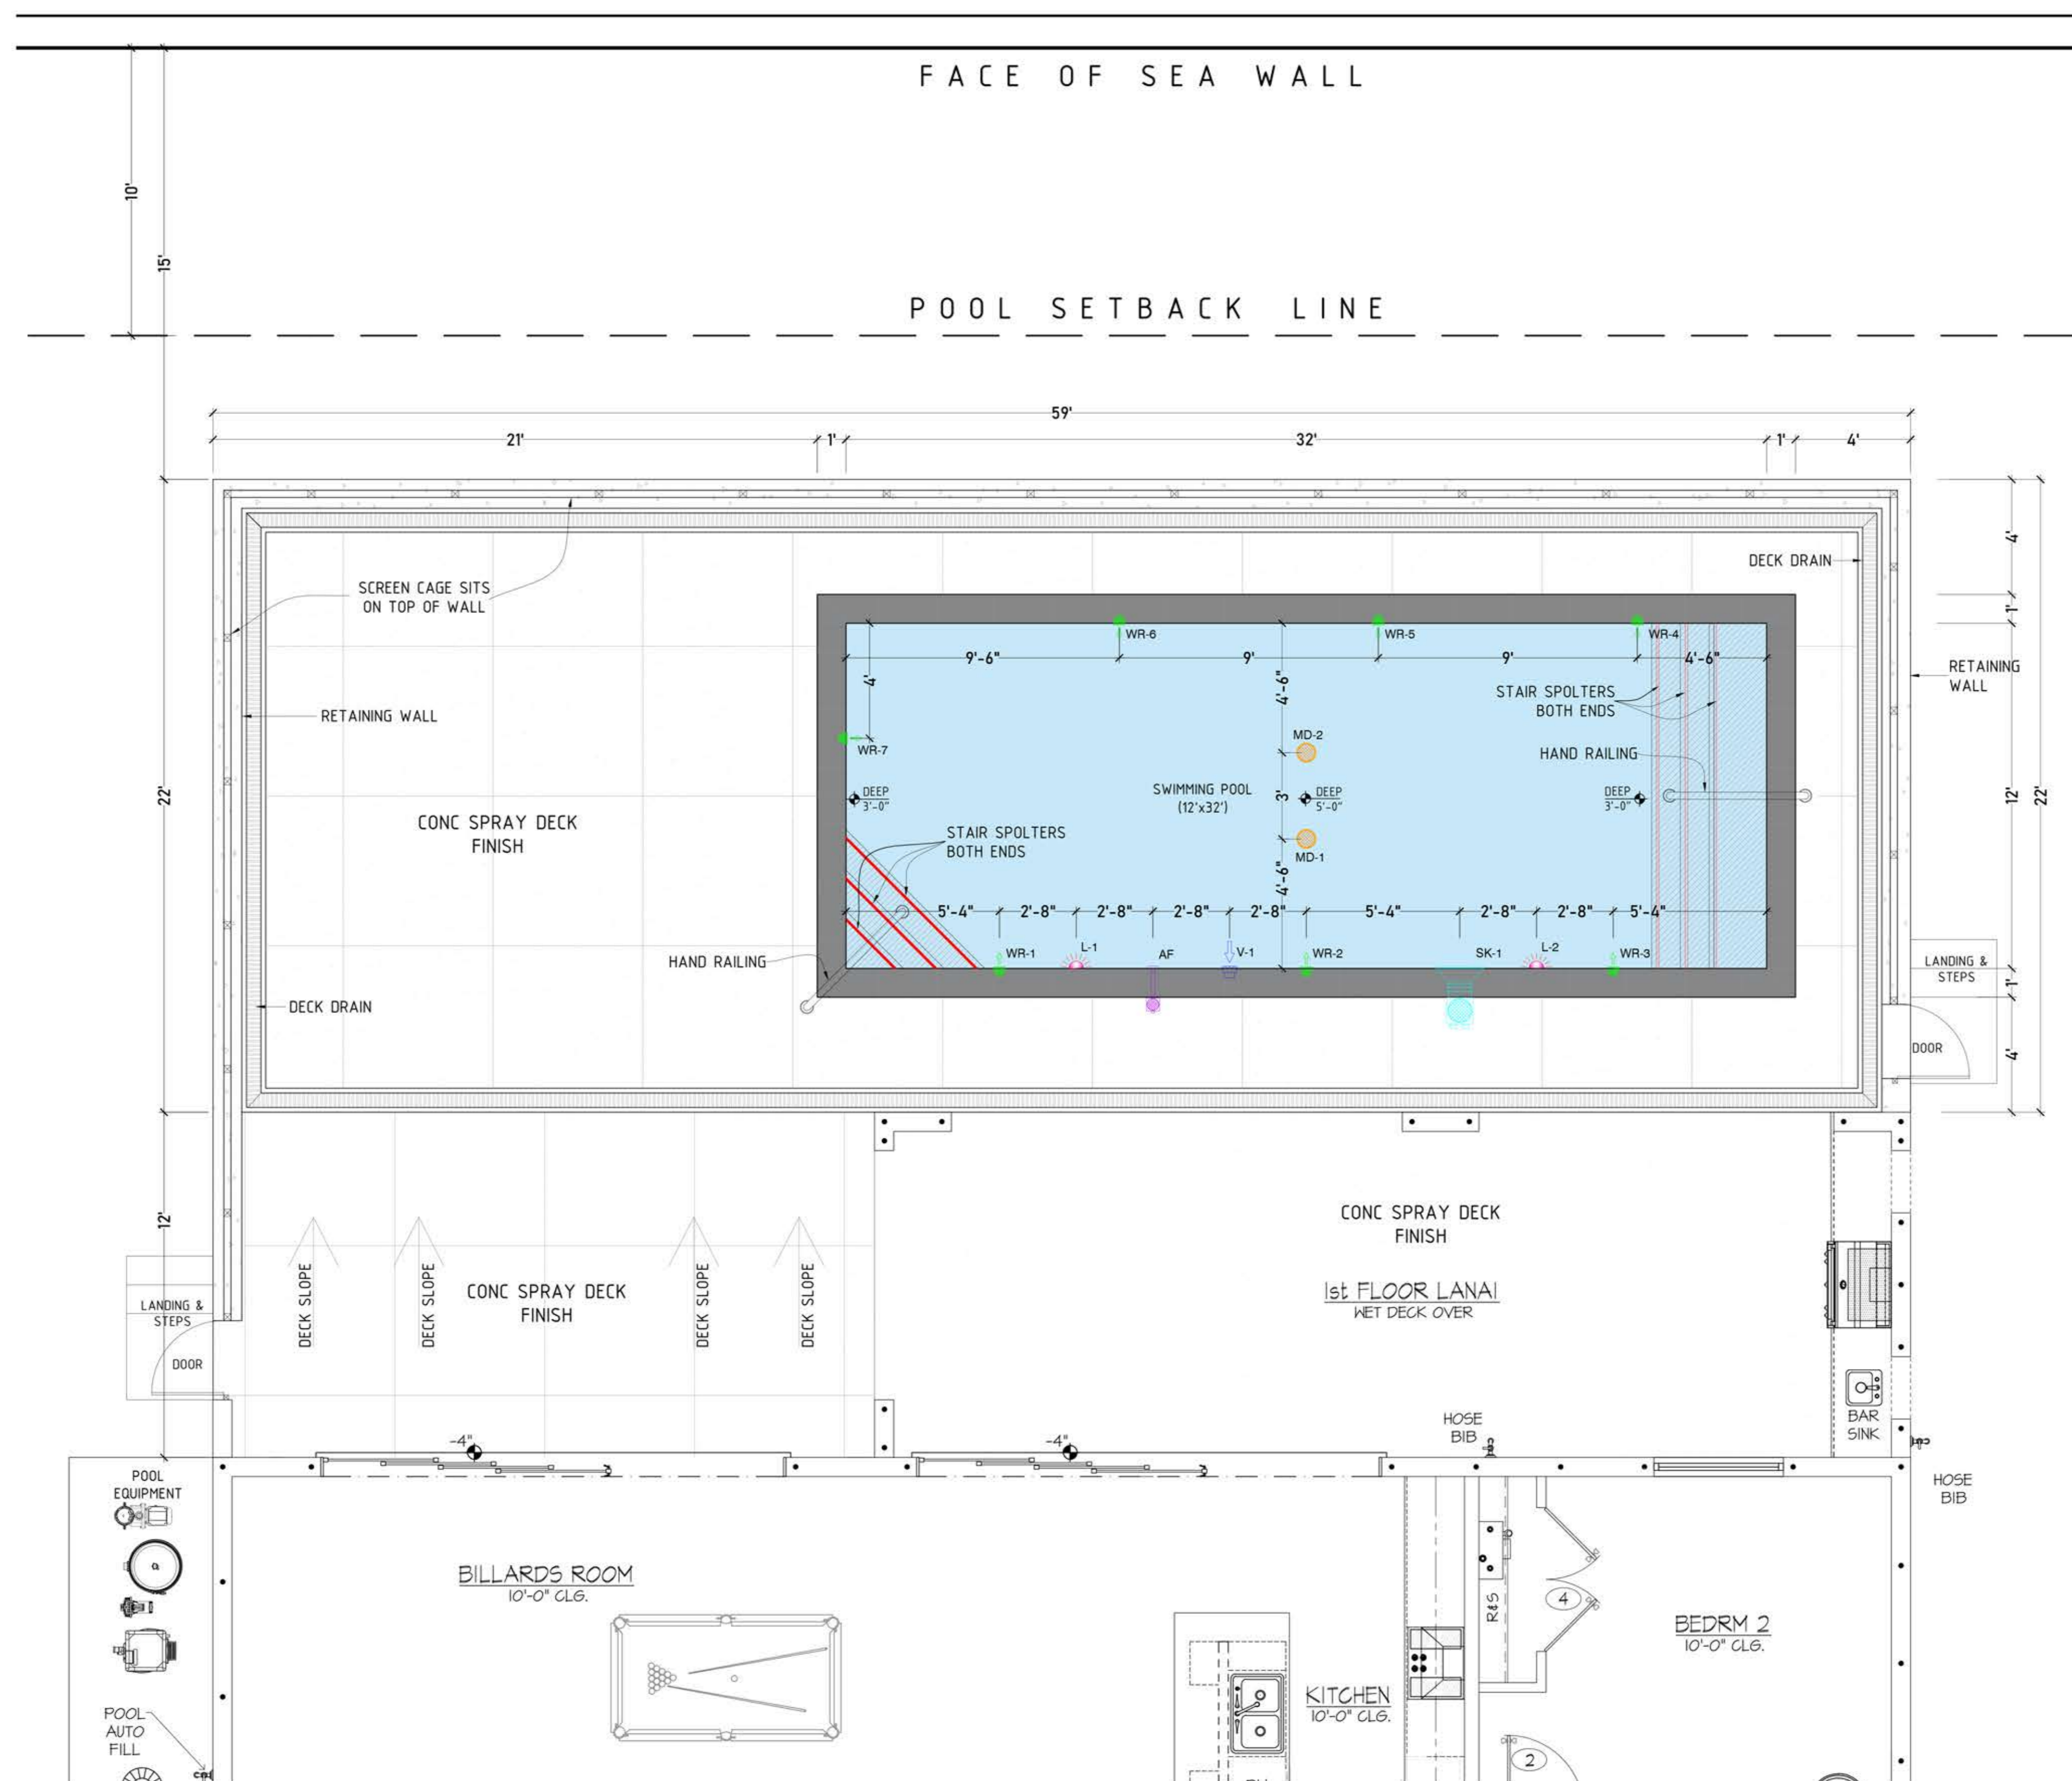 FACE OF SEA WALL
10'
15'
POOL SETBACK LINE
59'
21'
1'
32'
1'
4'
4'
DECK DRAIN
SCREEN CAGE SITS
ON TOP OF WALL
1'
WR-6
WR-5
WR-4
9'-6"
9'
9'
4'-6"
4'
4'-6"
RETAINING
WALL
STAIR SPOLTERS
BOTH ENDS
RETAINING WALL
MD-2
WR-7
HAND RAILING
SWIMMING POOL
(12'x32')
DEEP
3'-0"
3'
DEEP
5'-0"
DEEP
3'-0"
22'
12'
22'
CONC SPRAY DECK
FINISH
STAIR SPOLTERS
BOTH ENDS
MD-1
4'-6"
5'-4"
2'-8"
2'-8"
2'-8"
2'-8"
5'-4"
2'-8"
2'-8"
5'-4"
WR-1
L-1
AF
V-1
WR-2
SK-1
L-2
WR-3
HAND RAILING
LANDING &
STEPS
1'
DECK DRAIN
DOOR
4'
12'
CONC SPRAY DECK
FINISH
DECK SLOPE
DECK SLOPE
DECK SLOPE
DECK SLOPE
CONC SPRAY DECK
FINISH
1st FLOOR LANAI
WET DECK OVER
LANDING &
STEPS
DOOR
HOSE
BIB
BAR
SINK
-4"
-4"
POOL
EQUIPMENT
HOSE
BIB
BILLARDS ROOM
10'-0" CLG.
R&S
4
BEDRM 2
10'-0" CLG.
KITCHEN
10'-0" CLG.
POOL
AUTO
FILL
2